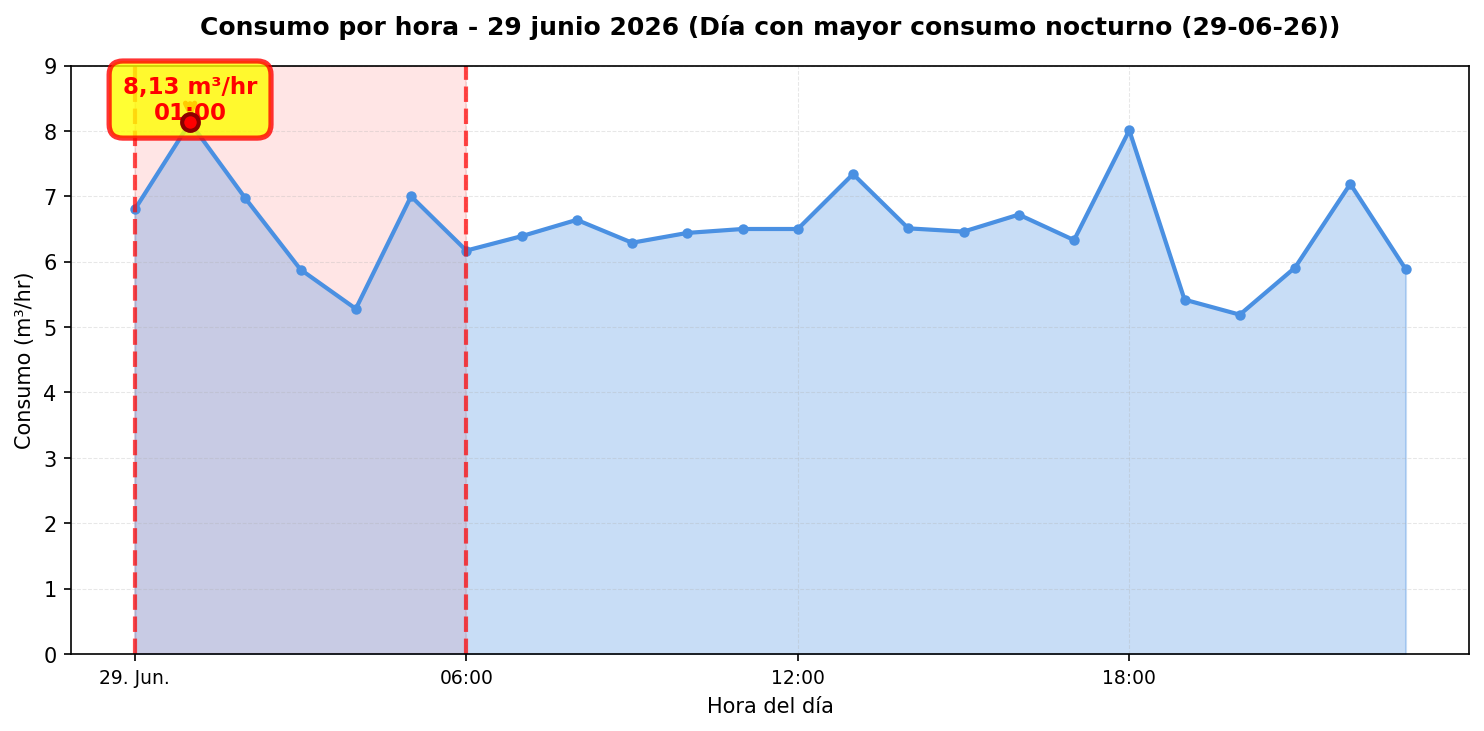 Consumo por hora - 29 junio 2026 (Día con mayor consumo nocturno (29-06-26))
8,13 m³/hr
01:00
Consumo (m³/hr)
9
8
7
6
5
4
3
2
1
0
29. Jun.
06:00
12:00
18:00
Hora del día